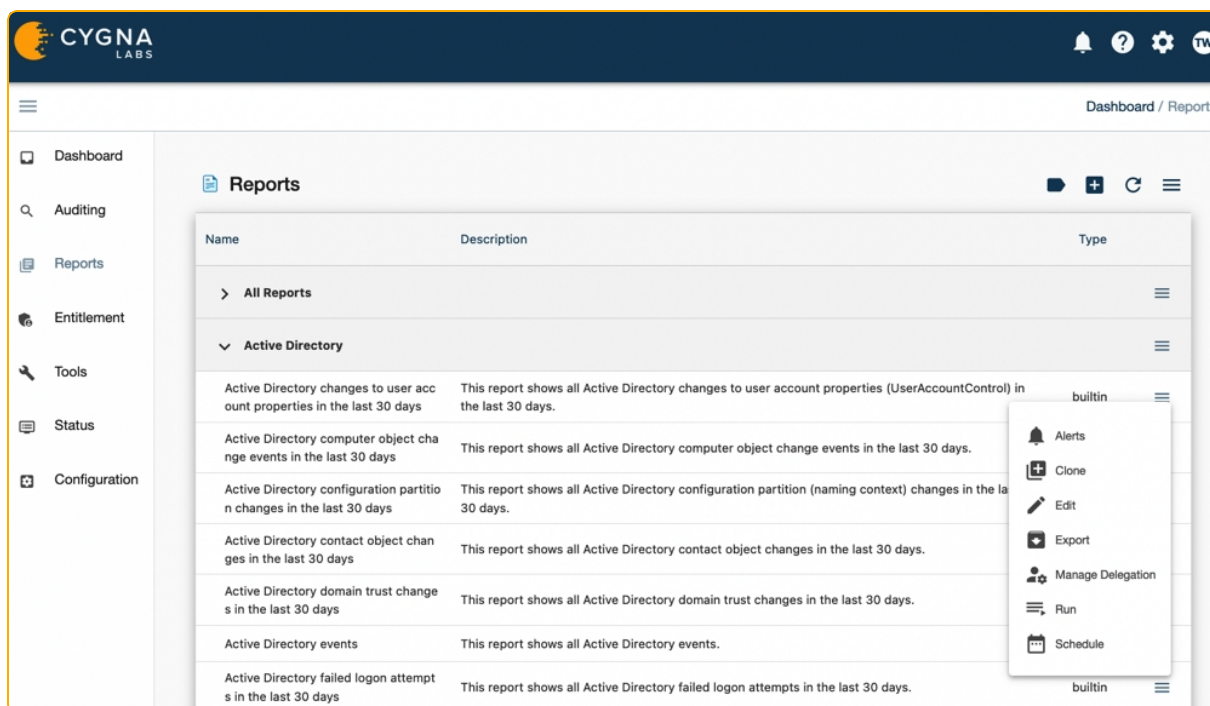 CYGNA
LABS
TW
Dashboard / Report
Dashboard
Auditing
Reports
Entitlement
Tools
Status
Configuration
Reports
Name Description Type
All Reports
Active Directory
Active Directory changes to user acc
ount properties in the last 30 days
This report shows all Active Directory changes to user account properties (UserAccountControl) in
the last 30 days.
builtin
Active Directory computer object cha
nge events in the last 30 days
This report shows all Active Directory computer object change events in the last 30 days.
Active Directory configuration partitio
n changes in the last 30 days
This report shows all Active Directory configuration partition (naming context) changes in the la
30 days.
Active Directory contact object chan
ges in the last 30 days
This report shows all Active Directory contact object changes in the last 30 days.
Active Directory domain trust change
s in the last 30 days
This report shows all Active Directory domain trust changes in the last 30 days.
Active Directory events
This report shows all Active Directory events.
Active Directory failed logon attempt
s in the last 30 days
This report shows all Active Directory failed logon attempts in the last 30 days.
builtin
Alerts
Clone
Edit
Export
Manage Delegation
Run
Schedule